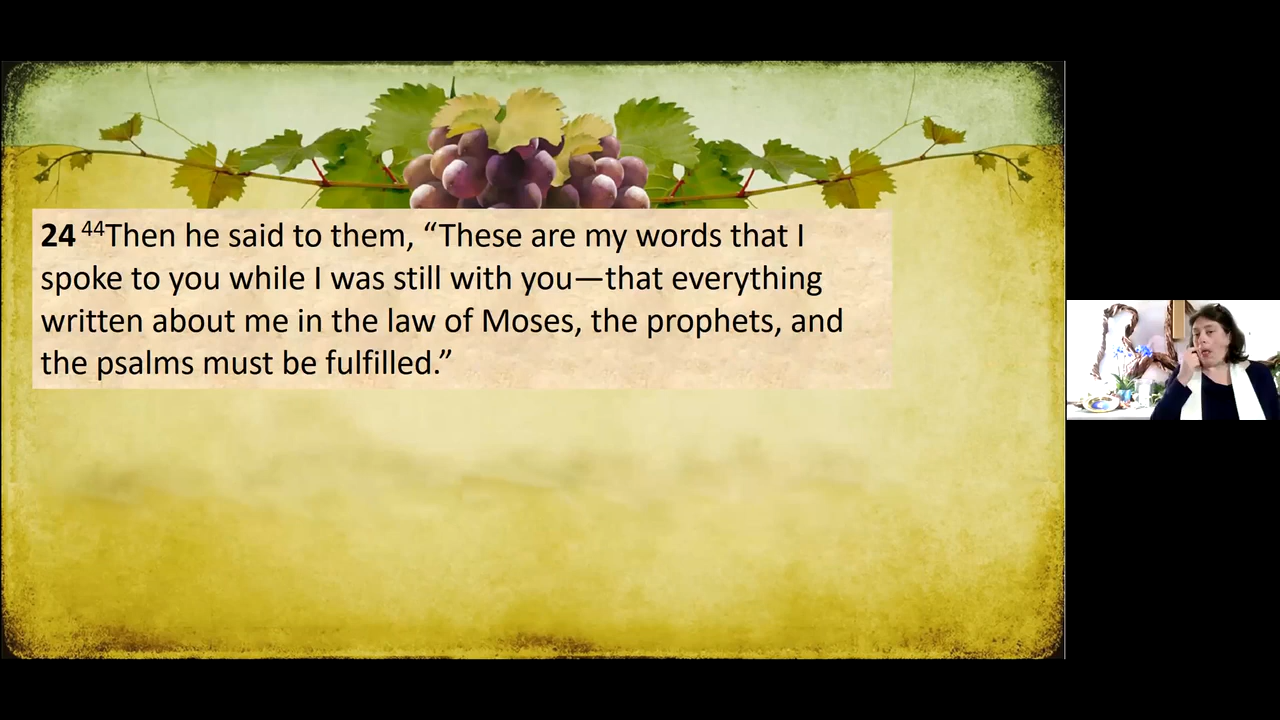 24 44Then he said to them, “These are my words that I
spoke to you while I was still with you—that everything
written about me in the law of Moses, the prophets, and
the psalms must be fulfilled.”